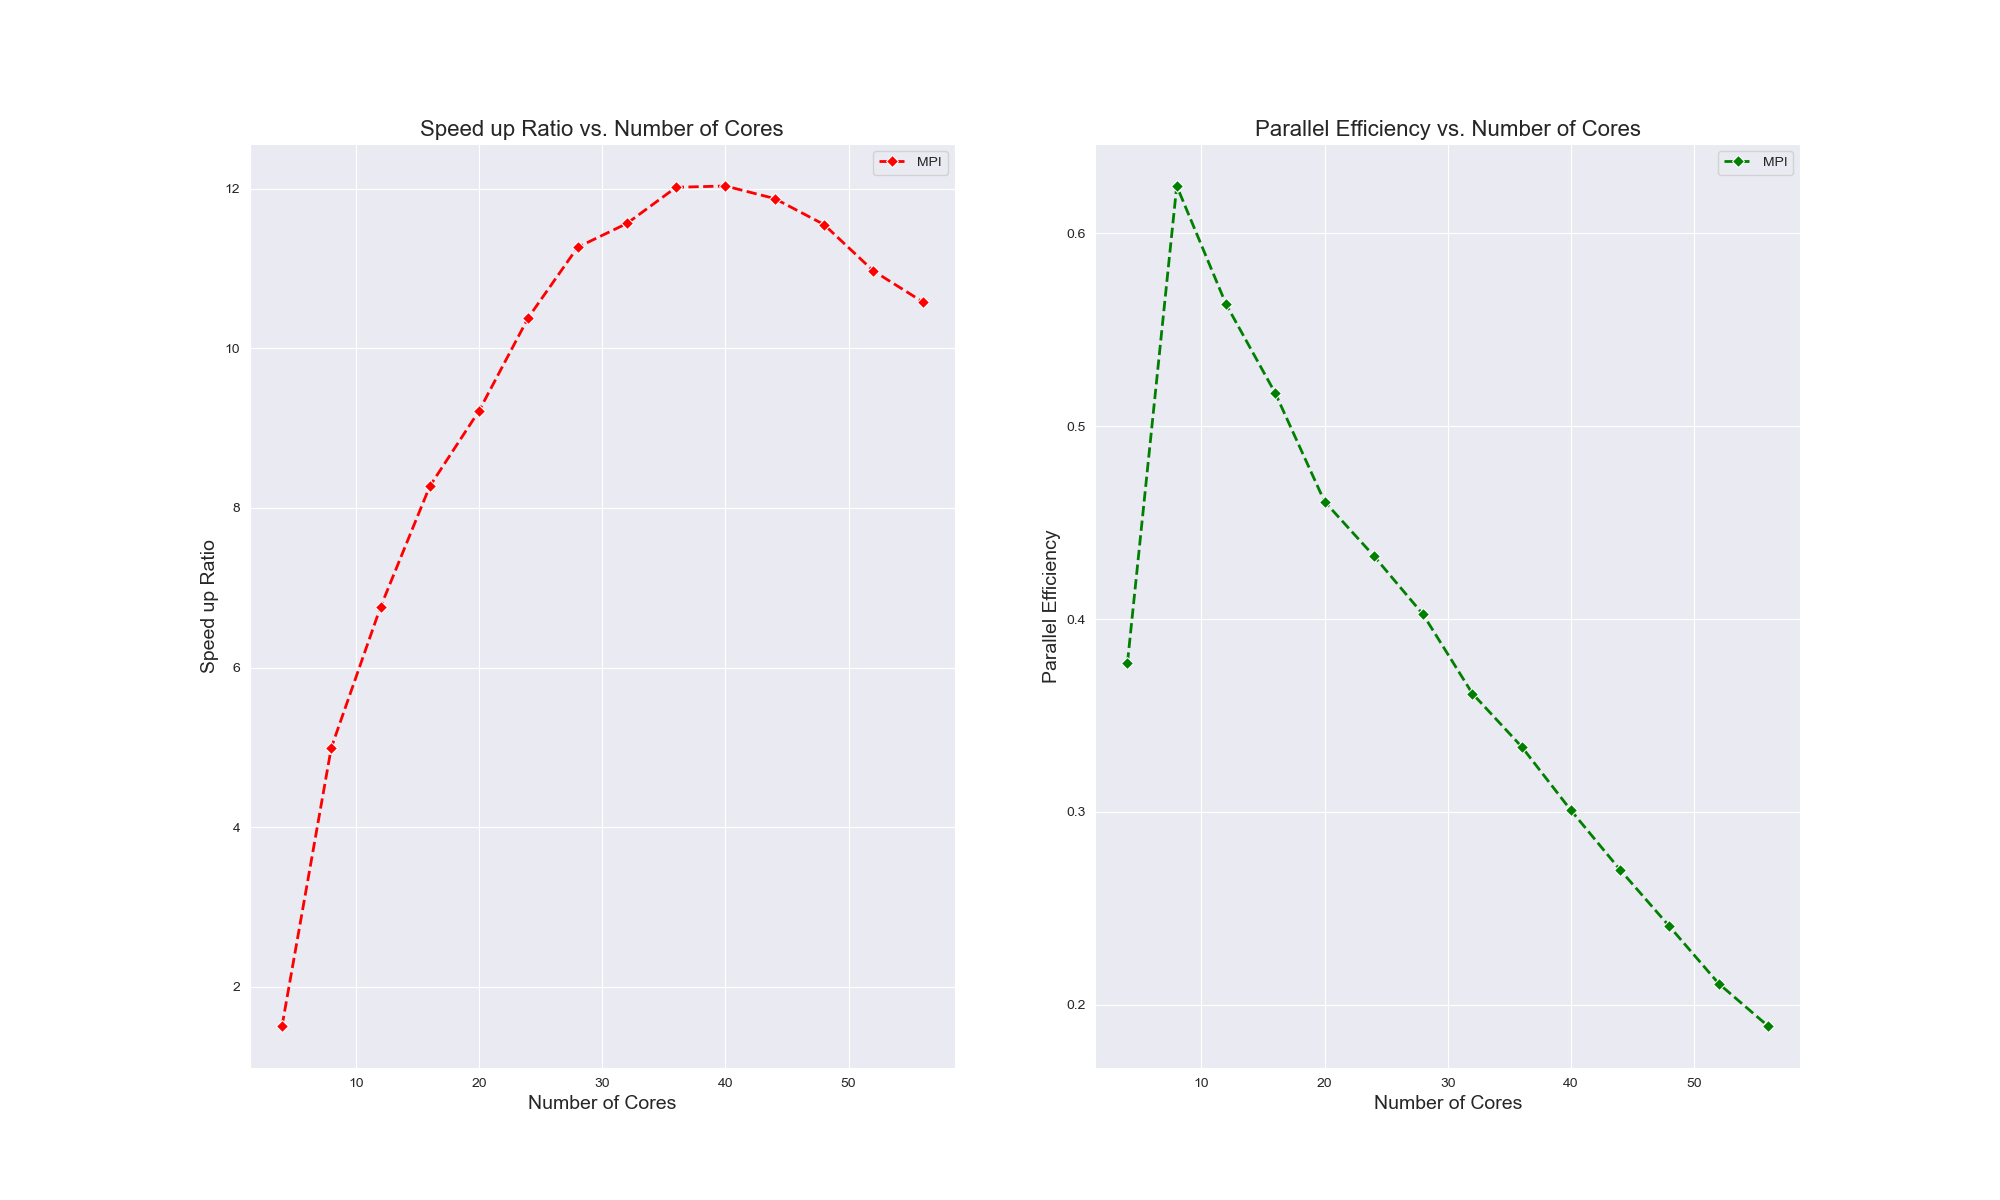 Speed up Ratio vs. Number of Cores
MPI
12
10
8
6
4
2
Speed up Ratio
10 20 30 40 50
Number of Cores
Parallel Efficiency vs. Number of Cores
MPI
0.6
0.5
0.4
0.3
0.2
Parallel Efficiency
10 20 30 40 50
Number of Cores